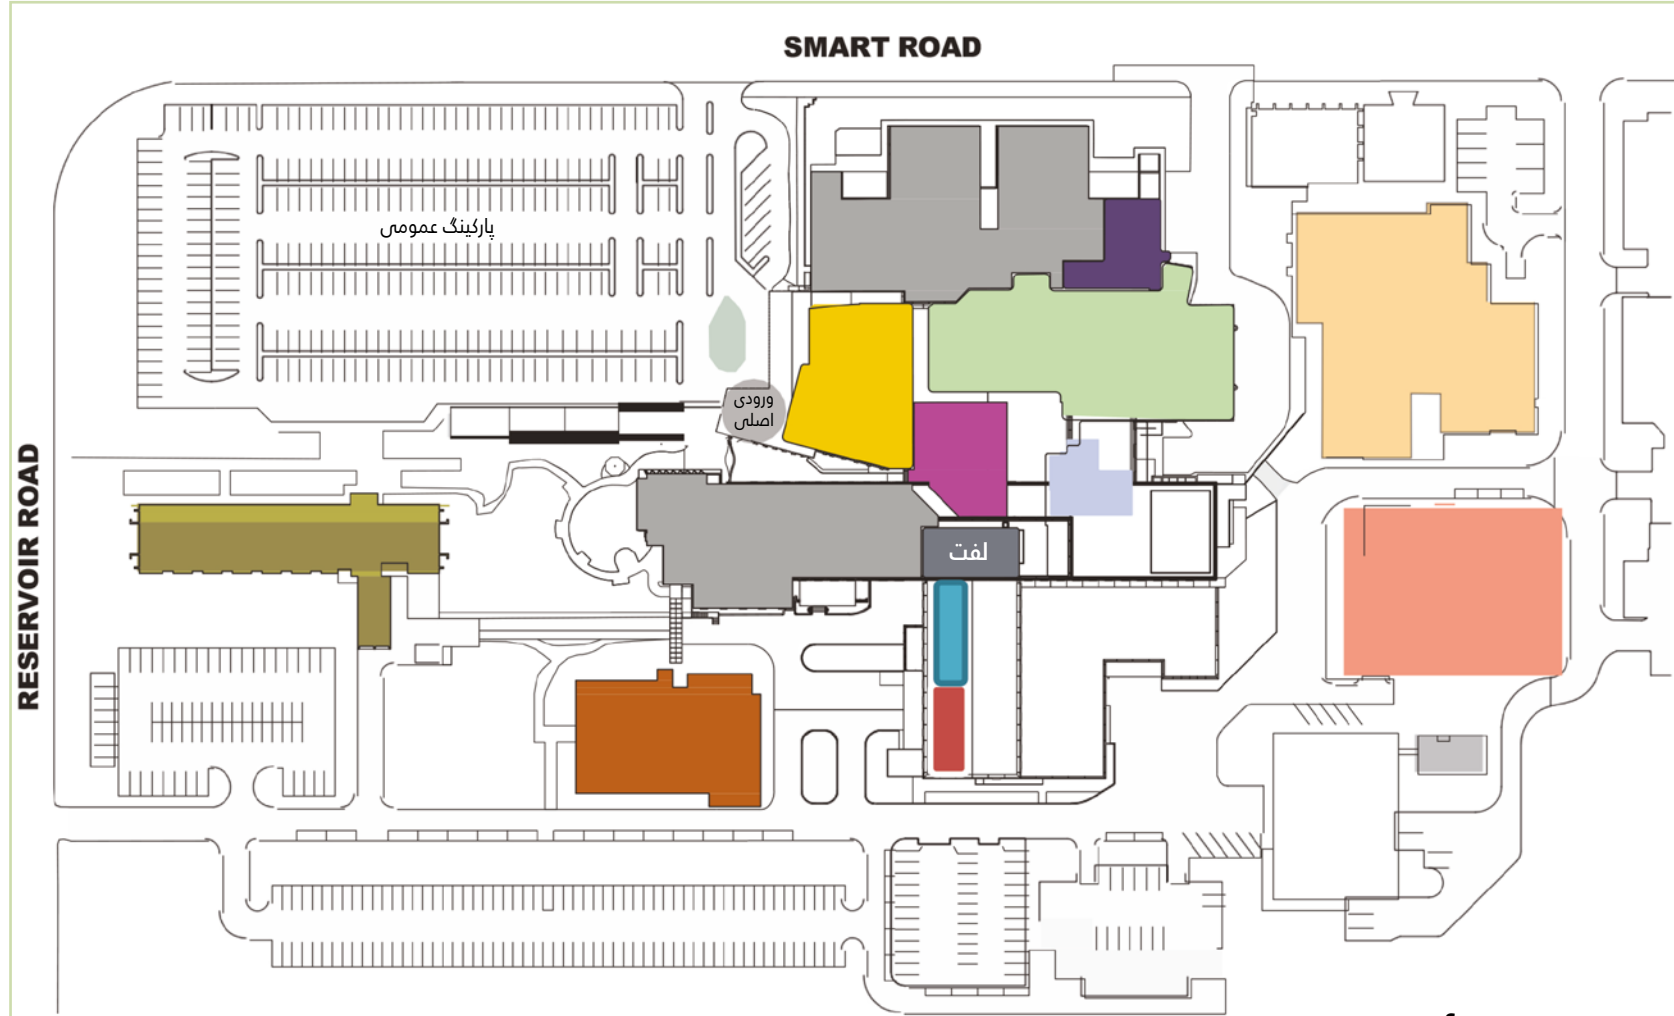 SMART ROAD
پارکینگ عمومی
ورودی
اصلی
RESERVOIR ROAD
لفت